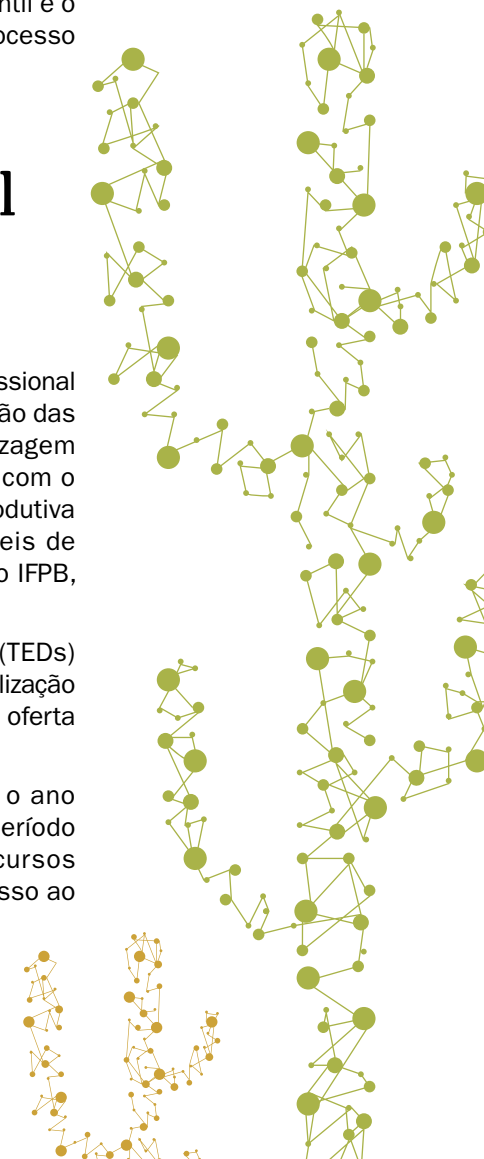 ntil é o
ocesso
l
ssional
ão das
zagem
com o
odutiva
eis de
o IFPB,
(TEDs)
lização
oferta
o ano
eríodo
cursos
sso ao